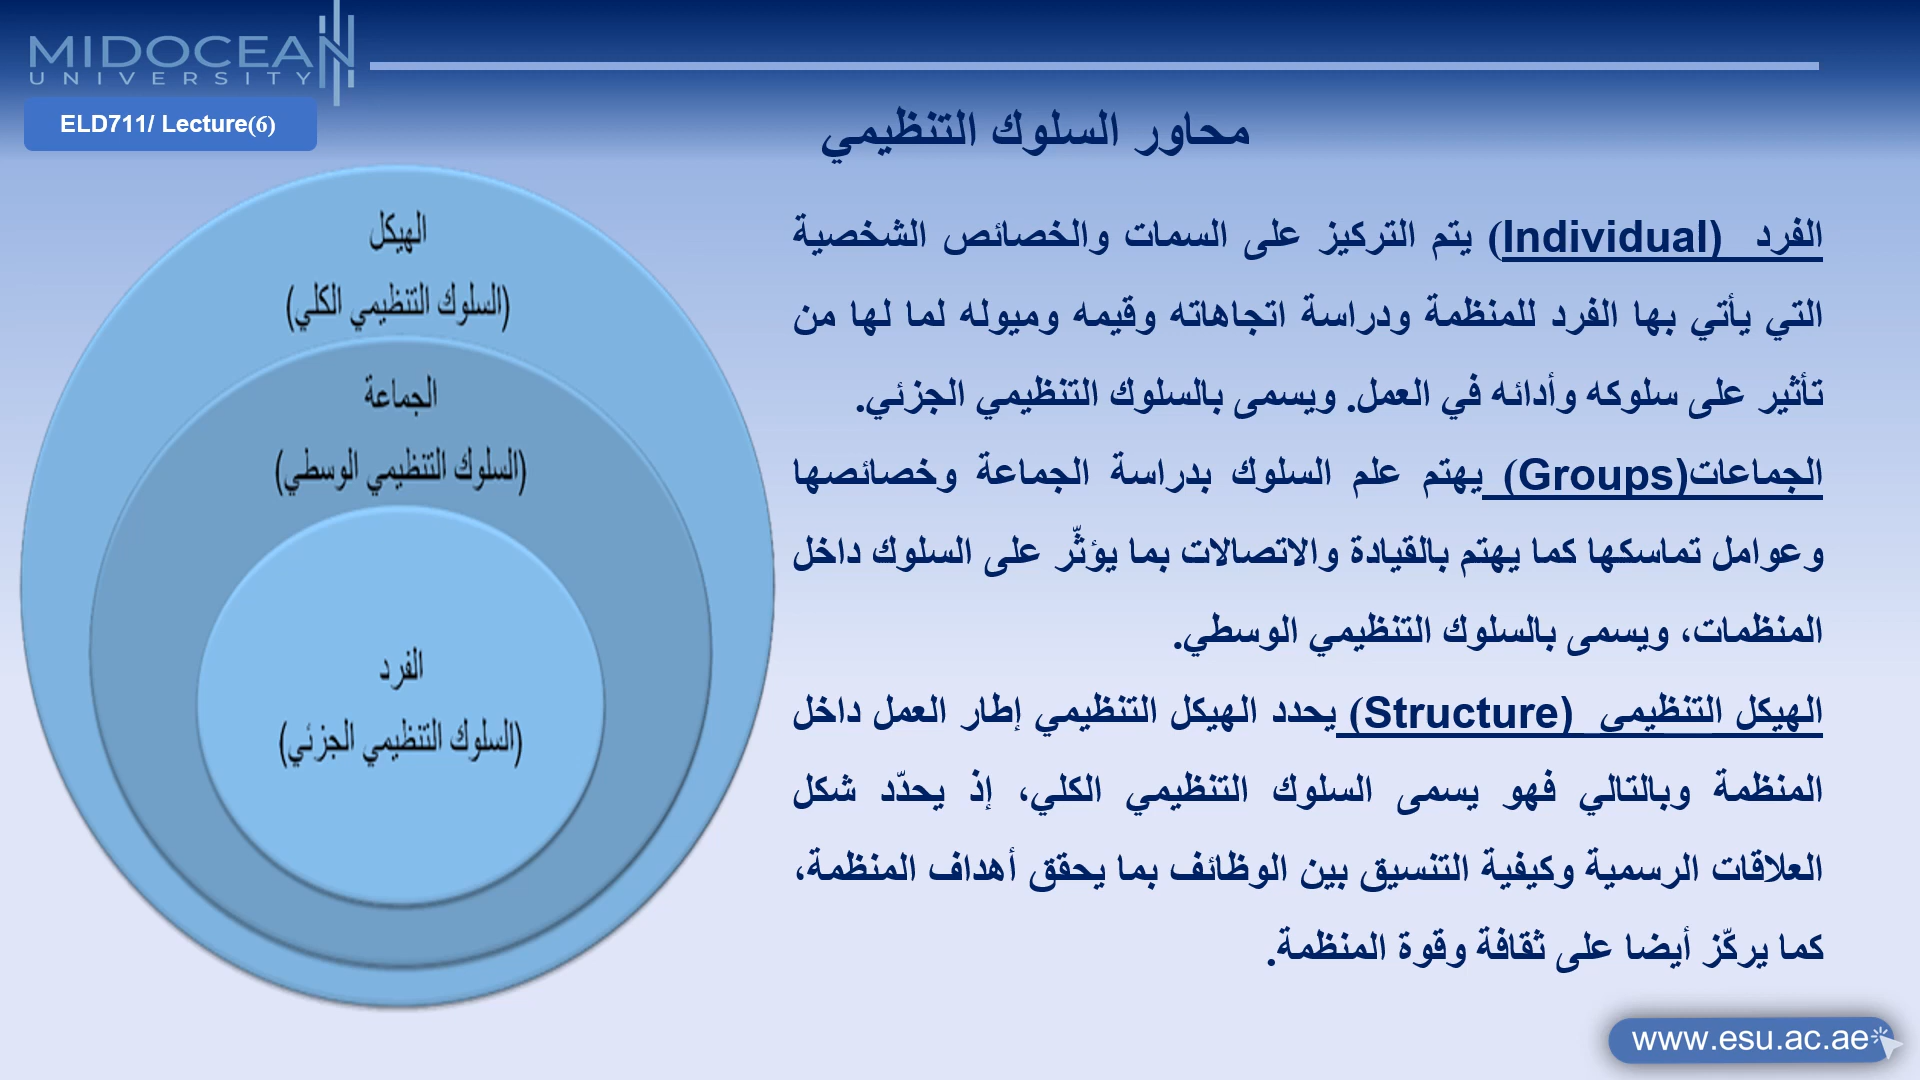 MIDOCEAN
UNIVERSITY
ELD711/ Lecture(6)
محاور السلوك التنظيمي
الفرد (Individual) يتم التركيز على السمات والخصائص الشخصية
التي يأتي بها الفرد للمنظمة ودراسة اتجاهاته وقيمه وميوله لما لها من
تأثير على سلوكه وأدائه في العمل. ويسمى بالسلوك التنظيمي الجزئي.
الجماعات(Groups) يهتم علم السلوك بدراسة الجماعة وخصائصها
وعوامل تماسكها كما يهتم بالقيادة والاتصالات بما يؤثّر على السلوك داخل
المنظمات، ويسمى بالسلوك التنظيمي الوسطي.
الهيكل التنظيمي (Structure) يحدد الهيكل التنظيمي إطار العمل داخل
المنظمة وبالتالي فهو يسمى السلوك التنظيمي الكلي، إذ يحدّد شكل
العلاقات الرسمية وكيفية التنسيق بين الوظائف بما يحقق أهداف المنظمة،
كما يركّز أيضا على ثقافة وقوة المنظمة.
الهيكل
(السلوك التنظيمي الكلي)
الجماعة
(السلوك التنظيمي الوسطي)
الفرد
(السلوك التنظيمي الجزئي)
www.esu.ac.ae